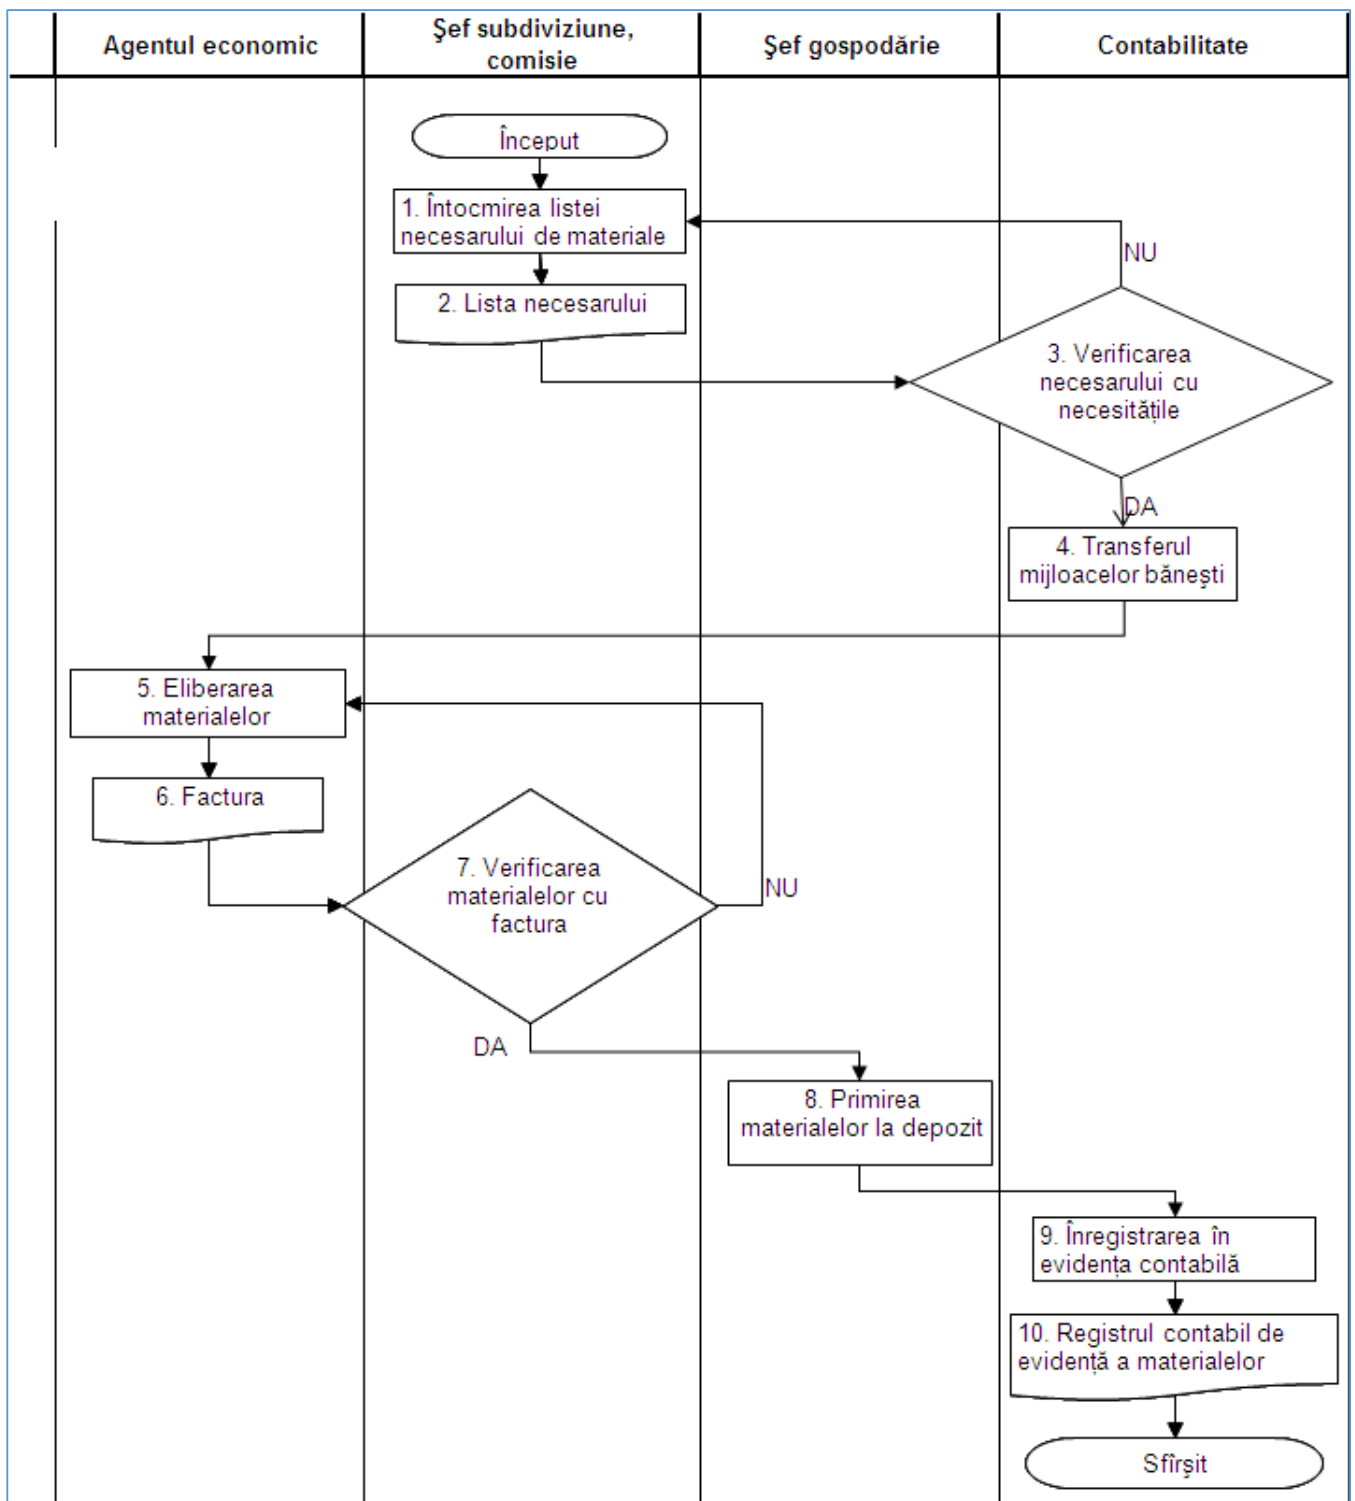 Agentul economic
Şef subdiviziune,
comisie
Şef gospodărie
Contabilitate
Început
1. Întocmirea listei
necesarului de materiale
NU
2. Lista necesarului
3. Verificarea
necesarului cu
necesitățile
DA
4. Transferul
mijloacelor băneşti
5. Eliberarea
materialelor
6. Factura
7. Verificarea
materialelor cu
factura
NU
DA
8. Primirea
materialelor la depozit
9. Înregistrarea în
evidența contabilă
10. Registrul contabil de
evidență a materialelor
Sfîrşit